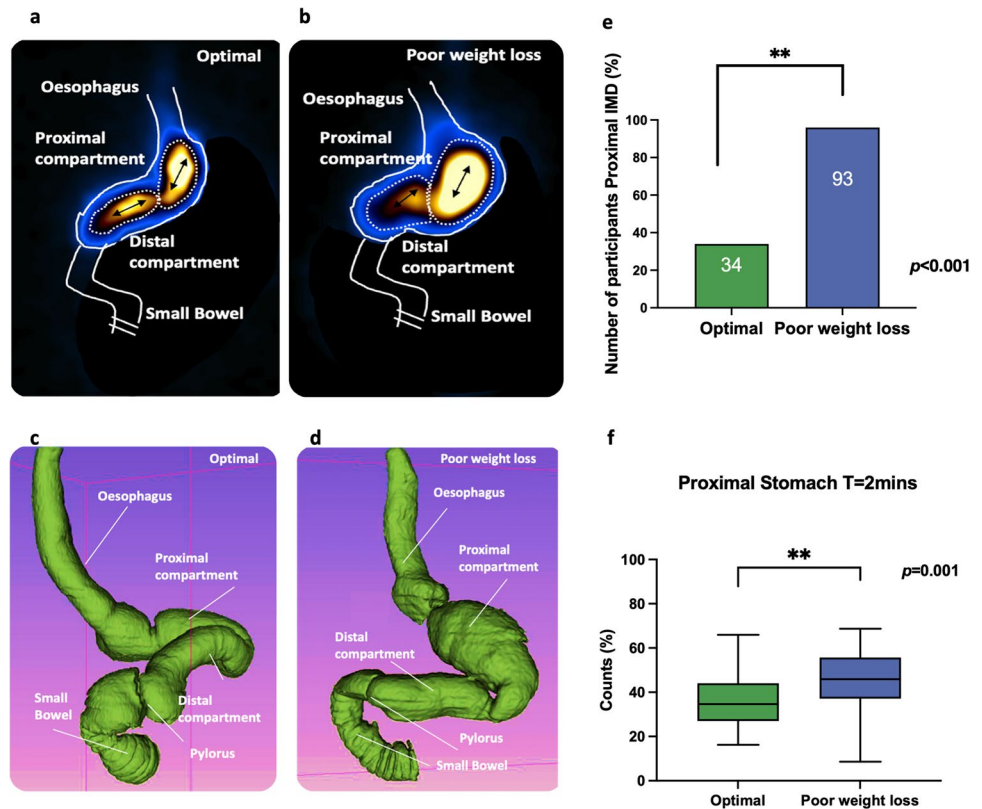 a
Optimal
Oesophagus
Proximal
compartment
Distal
compartment
Small Bowel
b
Poor weight loss
Oesophagus
Proximal
compartment
Distal
compartment
Small Bowel
e
Number of participants Proximal IMD (%)
**
100
80
60
40
20
0
34
93
p<0.001
Optimal
Poor weight loss
c
Optimal
Oesophagus
Proximal
compartment
Small
Bowel
Distal
compartment
Pylorus
d
Poor weight loss
Oesophagus
Proximal
compartment
Distal
compartment
Pylorus
Small Bowel
f
Proximal Stomach T=2mins
**
p=0.001
Counts (%)
100
80
60
40
20
0
Optimal
Poor weight loss